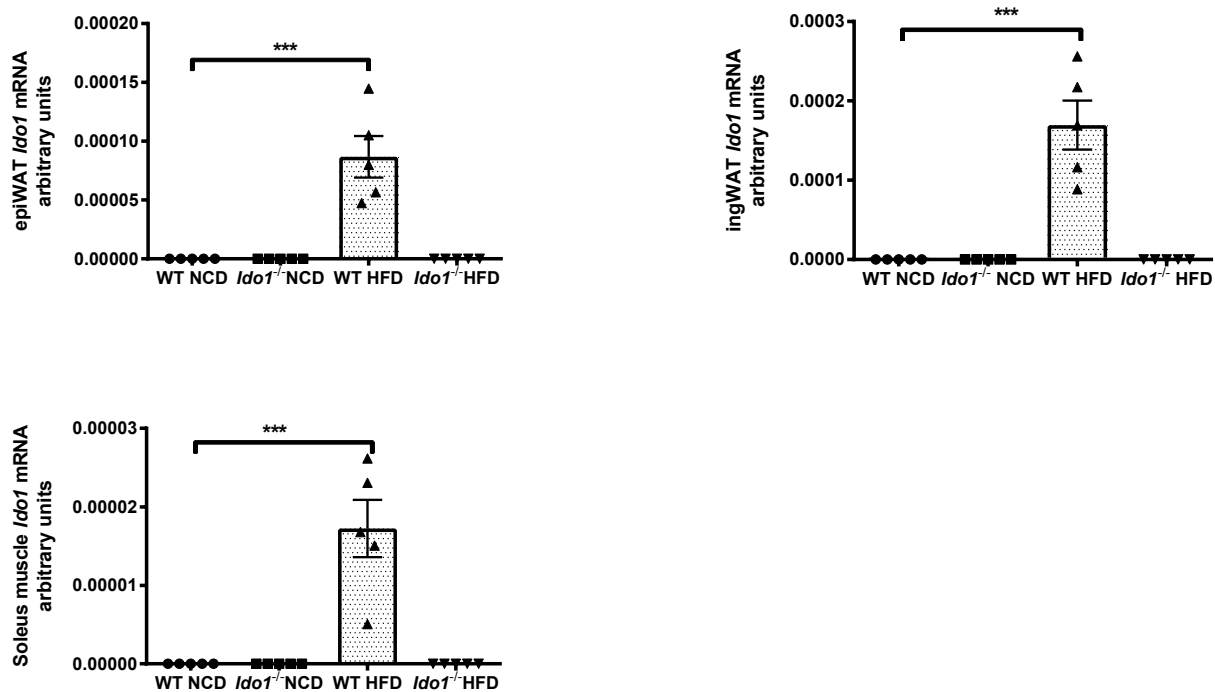 epiWAT Ido1 mRNA
arbitrary units
0.00020
0.00015
0.00010
0.00005
0.00000
***
WT NCD Ido1-/-NCD WT HFD Ido1-/-HFD
ingWAT Ido1 mRNA
arbitrary units
0.0003
0.0002
0.0001
0.0000
***
WT NCD Ido1-/- NCD WT HFD Ido1-/- HFD
Soleus muscle Ido1 mRNA
arbitrary units
0.00003
0.00002
0.00001
0.00000
***
WT NCD Ido1-/-NCD WT HFD Ido1-/-HFD